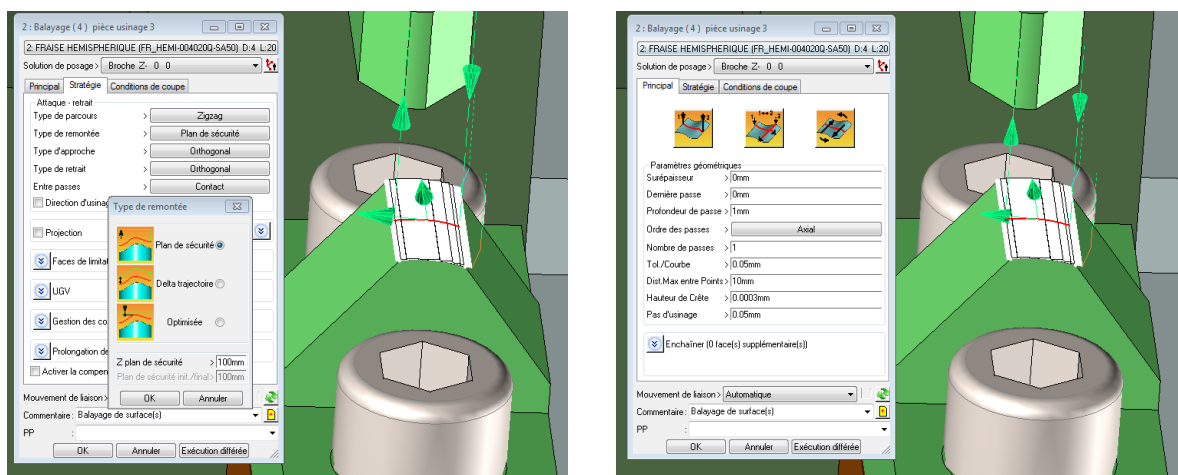 2 : Balayage ( 4 ) pièce usinage 3
2: FRAISE HEMISPHERIQUE (FR_HEMI-004020Q-SA50) D:4 L:20
Solution de posage > Broche Z- 0 0
Principal Stratégie Conditions de coupe
Attaque - retrait
Type de parcours > Zigzag
Type de remontée > Plan de sécurité
Type d'approche > Orthogonal
Type de retrait > Orthogonal
Entre passes > Contact
Direction d'usinag
Projection
Faces de limitat
UGV
Gestion des co
Prolongation de
Activer la compen
Type de remontée
Plan de sécurité
Delta trajectoire
Optimisée
Z plan de sécurité > 100mm
Plan de sécurité init./final > 100mm
OK Annuler
Mouvement de liaison >
Commentaire : Balayage de surface(s)
PP :
OK Annuler Exécution différée
2 : Balayage ( 4 ) pièce usinage 3
2: FRAISE HEMISPHERIQUE (FR_HEMI-004020Q-SA50) D:4 L:20
Solution de posage > Broche Z- 0 0
Principal Stratégie Conditions de coupe
Paramètres géométriques
Surépaisseur > 0mm
Dernière passe > 0mm
Profondeur de passe > 1mm
Ordre des passes > Axial
Nombre de passes > 1
Tol./Courbe > 0.05mm
Dist.Max entre Points > 10mm
Hauteur de Crête > 0.0003mm
Pas d'usinage > 0.05mm
Enchaîner (0 face(s) supplémentaire(s))
Mouvement de liaison > Automatique
Commentaire : Balayage de surface(s)
PP :
OK Annuler Exécution différée